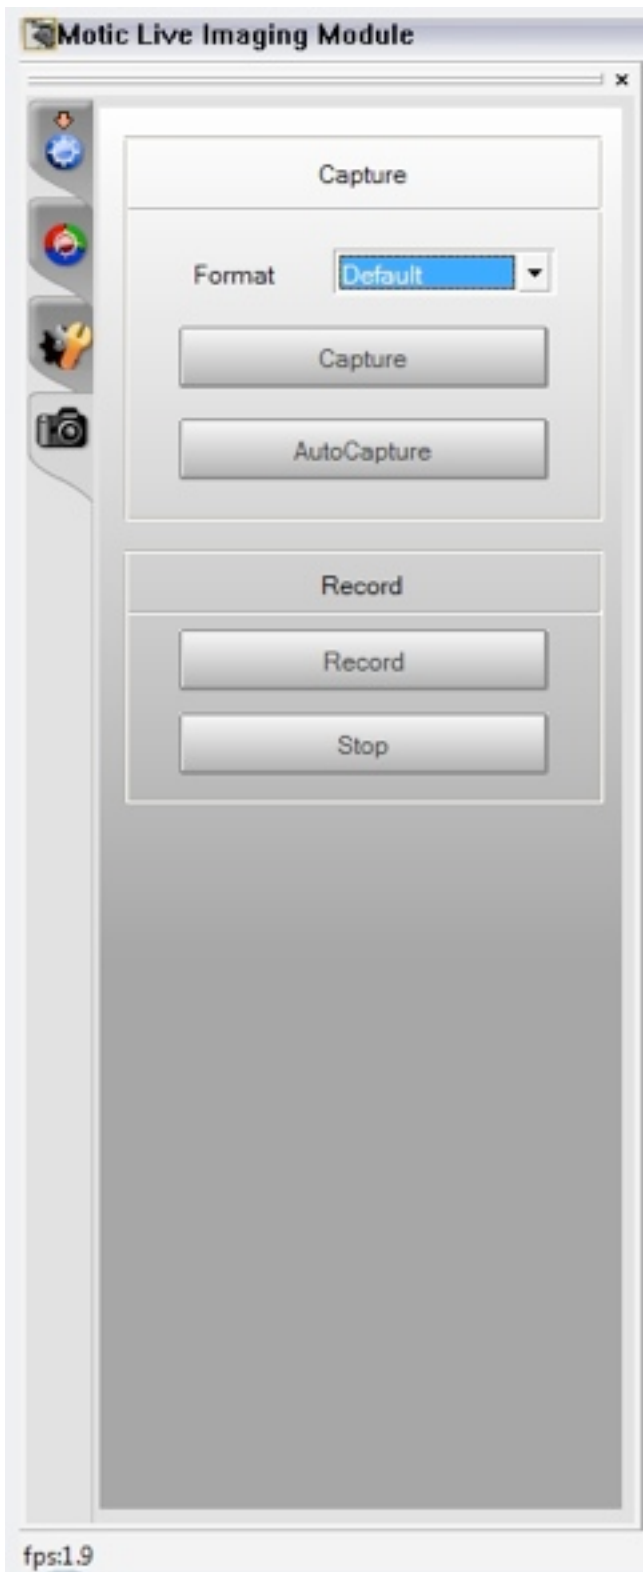 Motic Live Imaging Module
Capture
Format Default
Capture
AutoCapture
Record
Record
Stop
fps:1.9